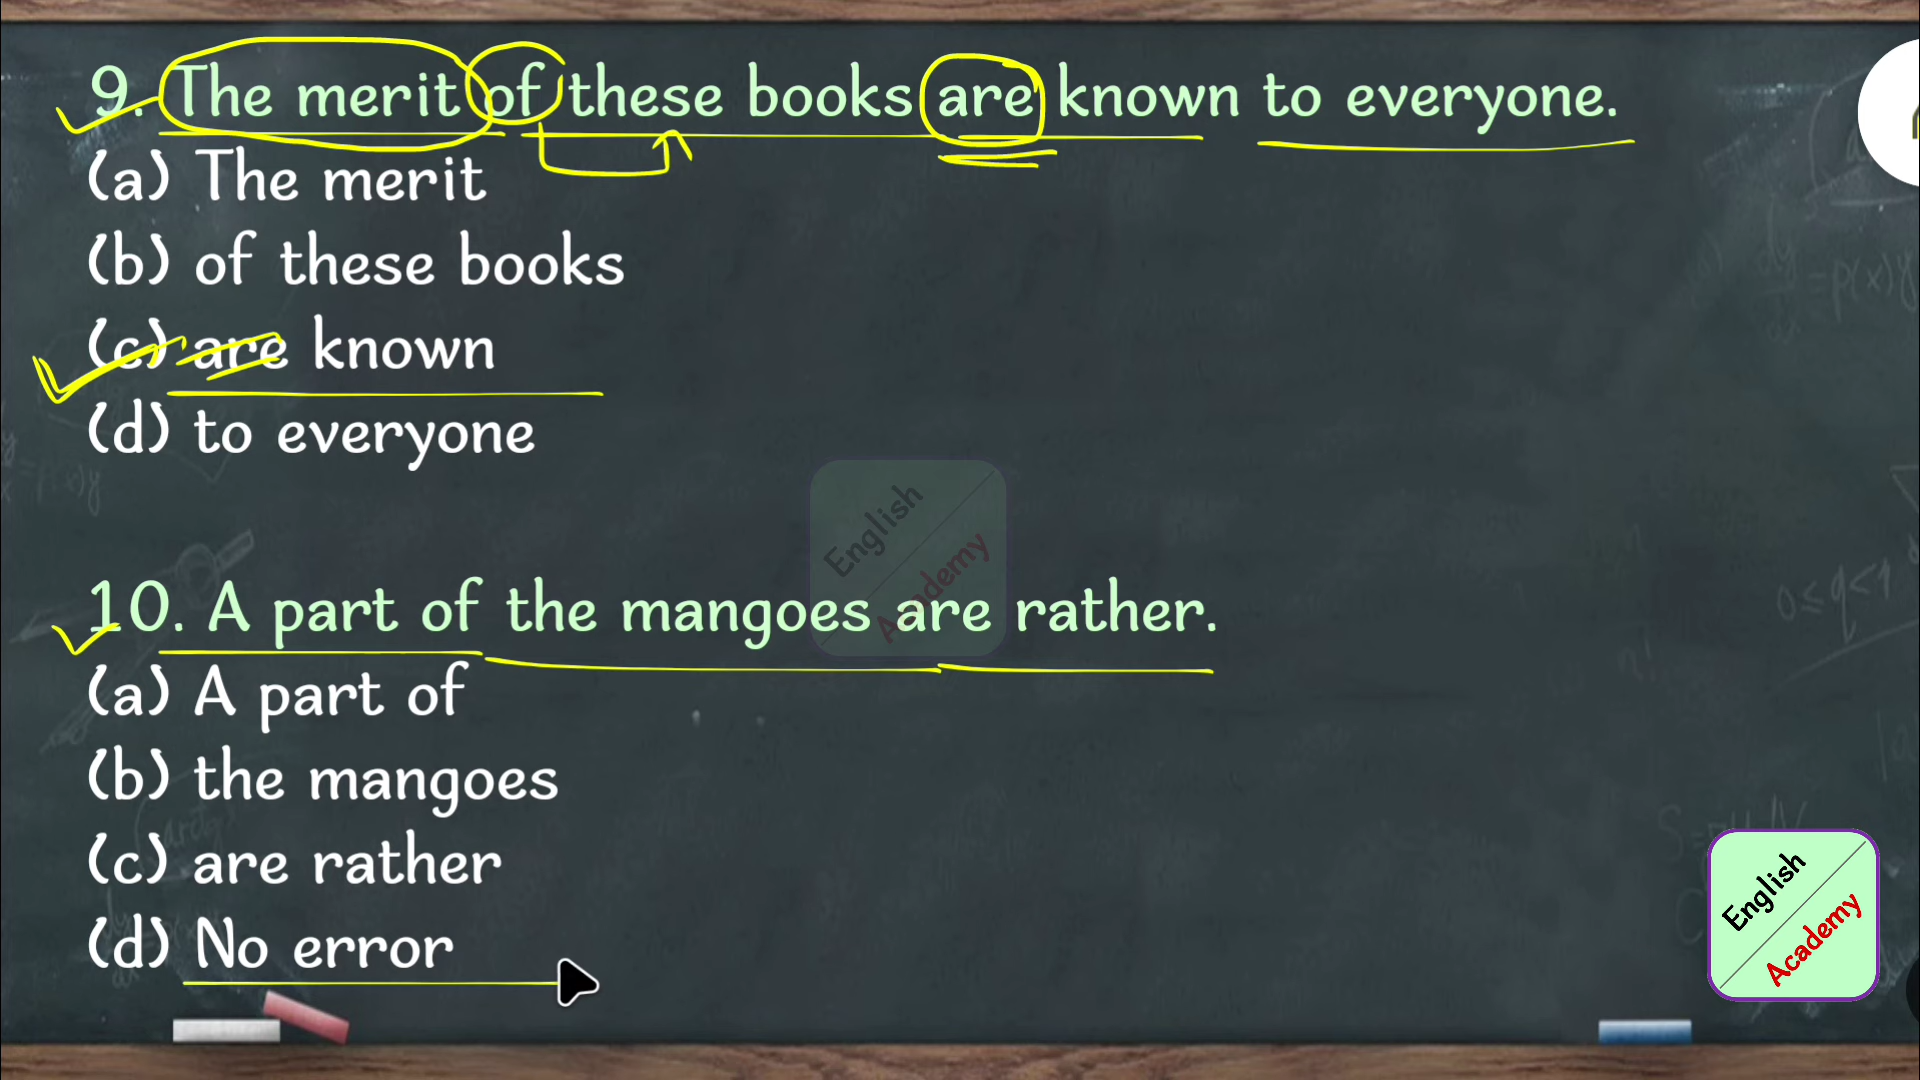 9. The merit of these books are known to everyone.
(a) The merit
(b) of these books
(c) are known
(d) to everyone
English
Academy
10. A part of the mangoes are rather.
(a) A part of
(b) the mangoes
(c) are rather
(d) No error
English
Academy